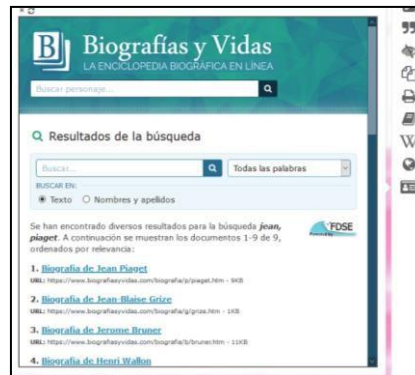 B
Biografías y Vidas
LA ENCICLOPEDIA BIOGRÁFICA EN LÍNEA
Buscar personaje...
Resultados de la búsqueda
Buscar... Todas las palabras
BUSCAR EN:
Texto Nombres y apellidos
Se han encontrado diversos resultados para la búsqueda jean,
piaget. A continuación se muestran los documentos 1-9 de 9,
ordenados por relevancia:
FDSE
1. Biografia de Jean Piaget
URL: https://www.biografiasyvidas.com/biografia/p/piaget.htm - 9KB
2. Biografia de Jean-Blaise Grize
URL: https://www.biografiasyvidas.com/biografia/g/grize.htm - 1KB
3. Biografia de Jerome Bruner
URL: https://www.biografiasyvidas.com/biografia/b/bruner.htm - 11KB
4. Biografia de Henri Wallon
W